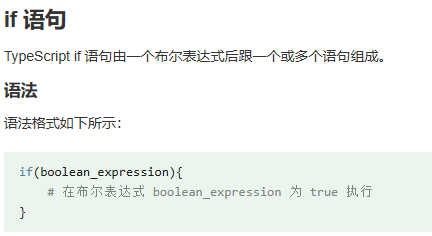 if 语句
TypeScript if 语句由一个布尔表达式后跟一个或多个语句组成。
语法
语法格式如下所示：
if(boolean_expression){
    # 在布尔表达式 boolean_expression 为 true 执行
}